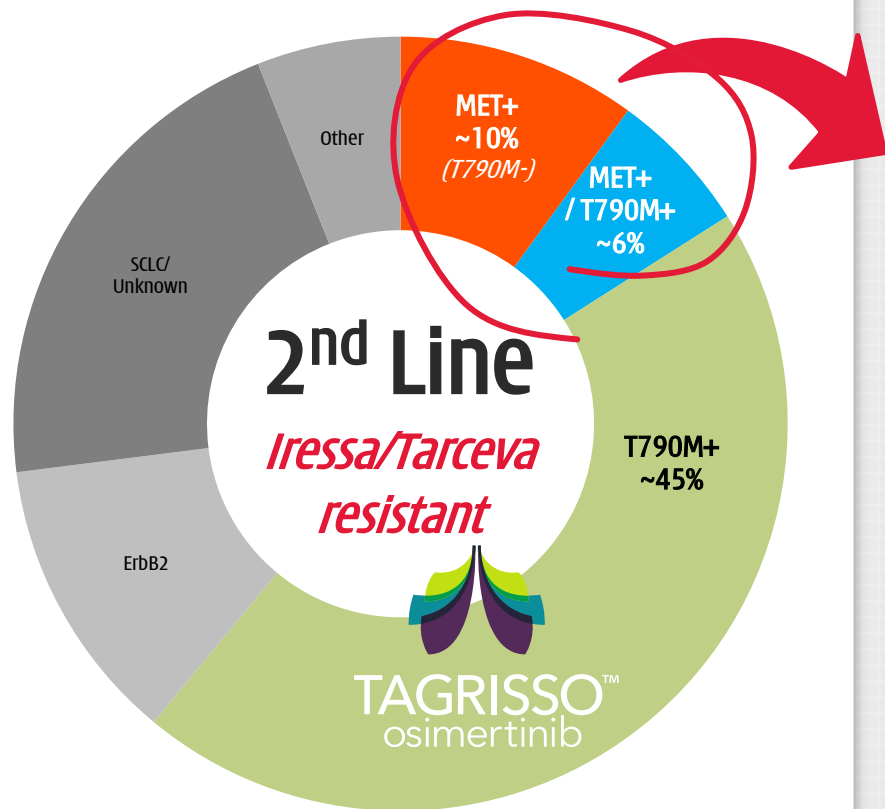 MET+
~10%
(T790M-)
MET+
/ T790M+
~6%
Other
SCLC/
Unknown
2nd Line
Iressa/Tarceva
resistant
T790M+
~45%
ErbB2
TAGRISSO™
osimertinib